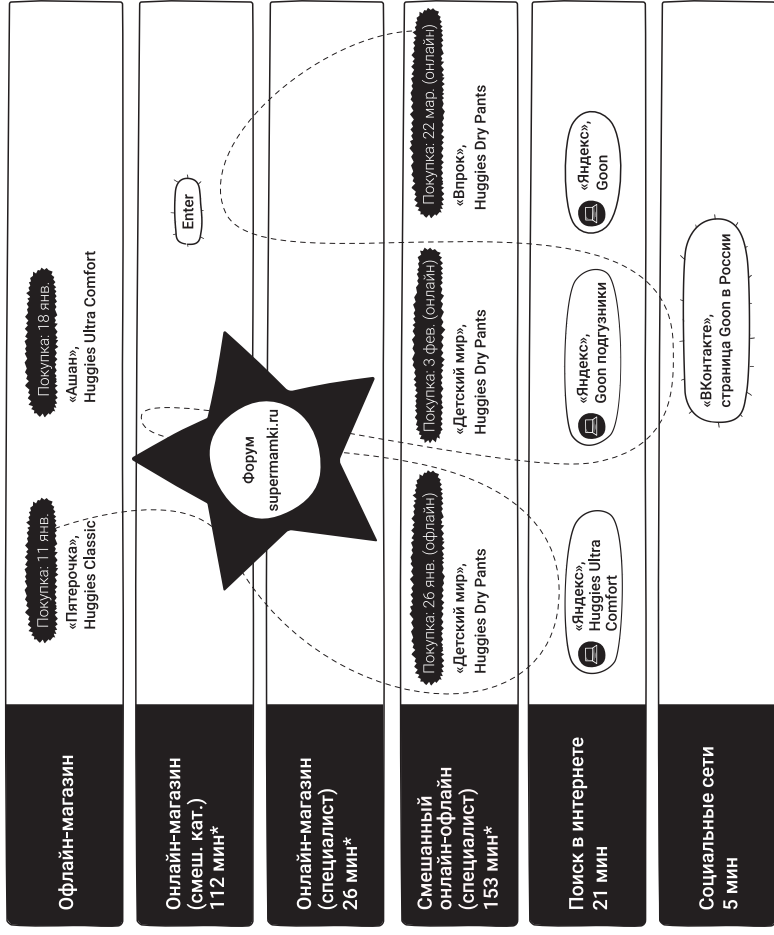 Офлайн-магазин
Покупка: 11 янв.
«Пятерочка»,
Huggies Classic
Покупка: 18 янв.
«Ашан»,
Huggies Ultra Comfort
Онлайн-магазин
(смеш. кат.)
112 мин*
Enter
Онлайн-магазин
(специалист)
26 мин*
Форум
supermamki.ru
Смешанный
онлайн-офлайн
(специалист)
153 мин*
Покупка: 26 янв. (офлайн)
«Детский мир»,
Huggies Dry Pants
Покупка: 3 фев. (онлайн)
«Детский мир»,
Huggies Dry Pants
Покупка: 22 мар. (онлайн)
«Впрок»,
Huggies Dry Pants
Поиск в интернете
21 мин
«Яндекс»,
Huggies Ultra
Comfort
«Яндекс»,
Goon подгузники
«Яндекс»,
Goon
Социальные сети
5 мин
«ВКонтакте»,
страница Goon в России